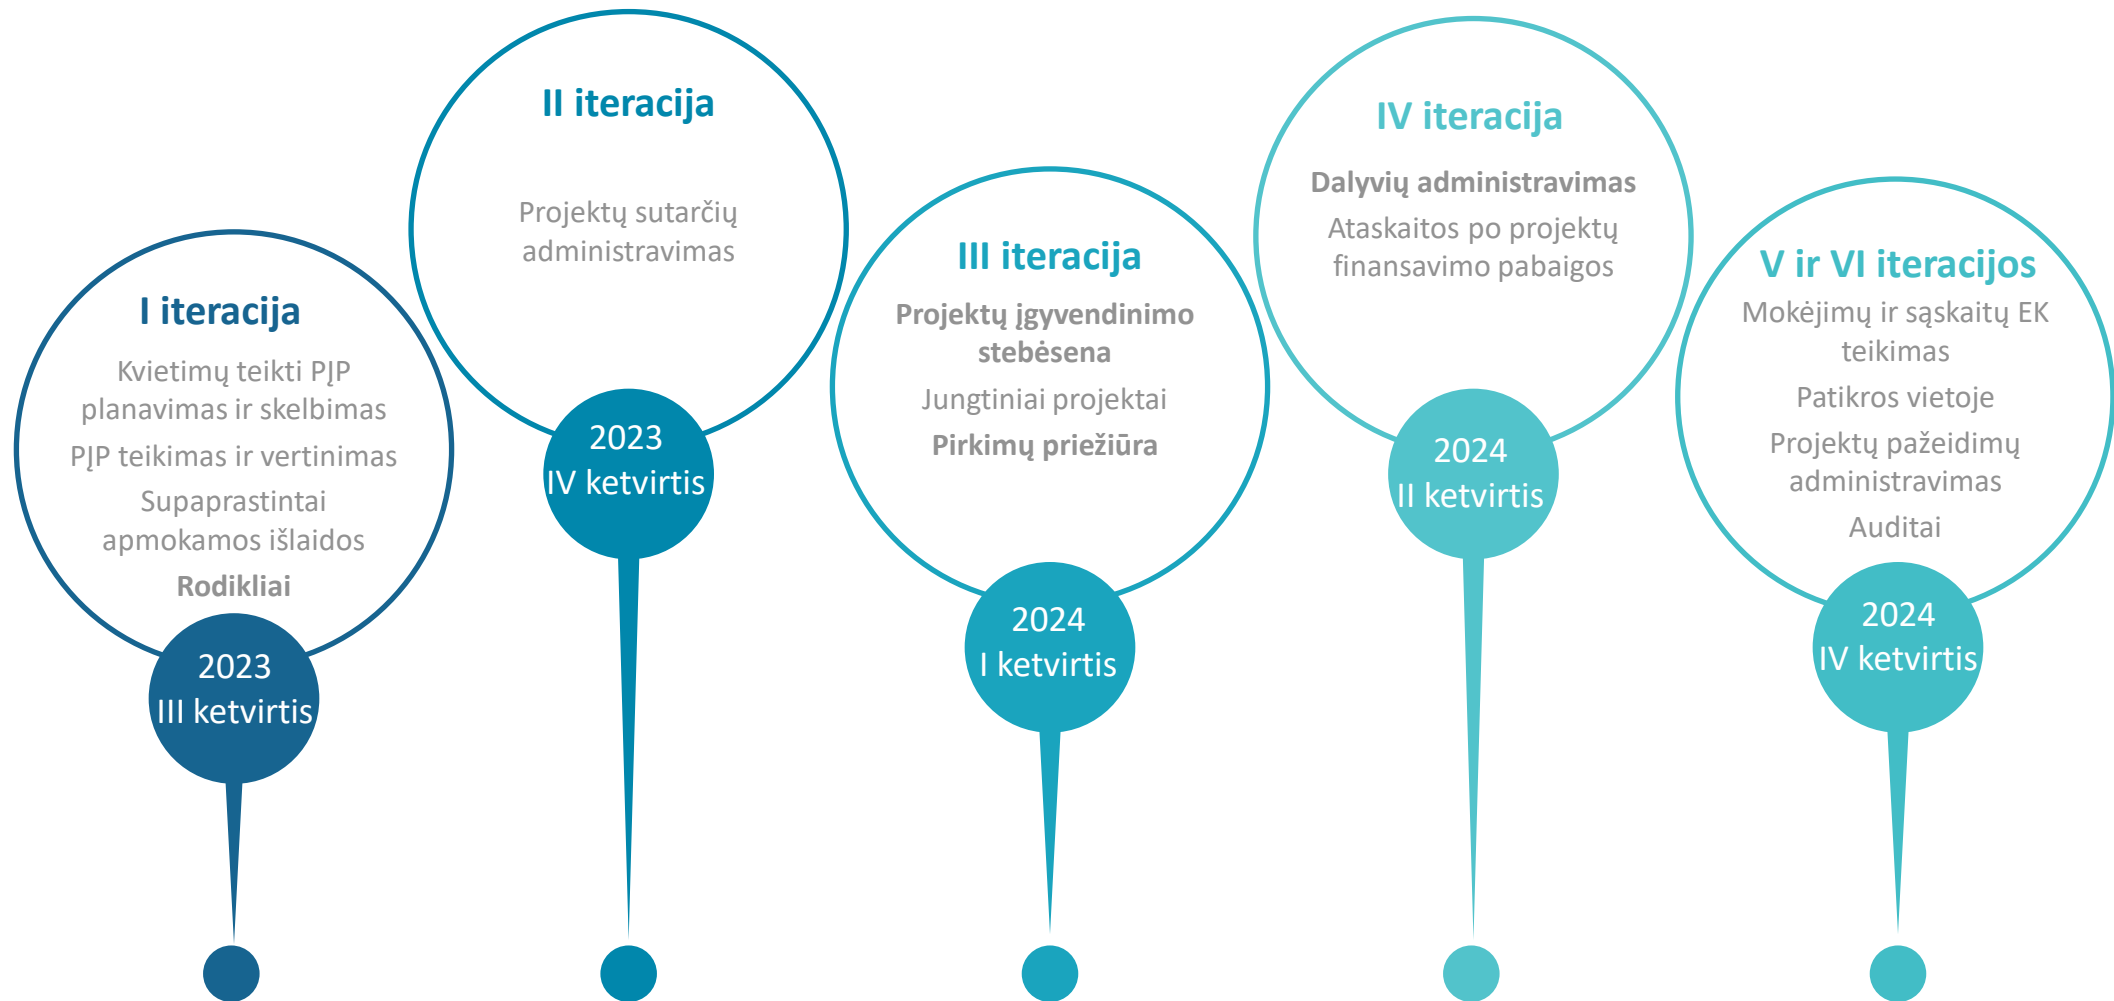 I iteracija
Kvietimų teikti PĮP
planavimas ir skelbimas
PĮP teikimas ir vertinimas
Supaprastintai
apmokamos išlaidos
Rodikliai
2023
III ketvirtis
II iteracija
Projektų sutarčių
administravimas
2023
IV ketvirtis
III iteracija
Projektų įgyvendinimo
stebėsena
Jungtiniai projektai
Pirkimų priežiūra
2024
I ketvirtis
IV iteracija
Dalyvių administravimas
Ataskaitos po projektų
finansavimo pabaigos
2024
II ketvirtis
V ir VI iteracijos
Mokėjimų ir sąskaitų EK
teikimas
Patikros vietoje
Projektų pažeidimų
administravimas
Auditai
2024
IV ketvirtis